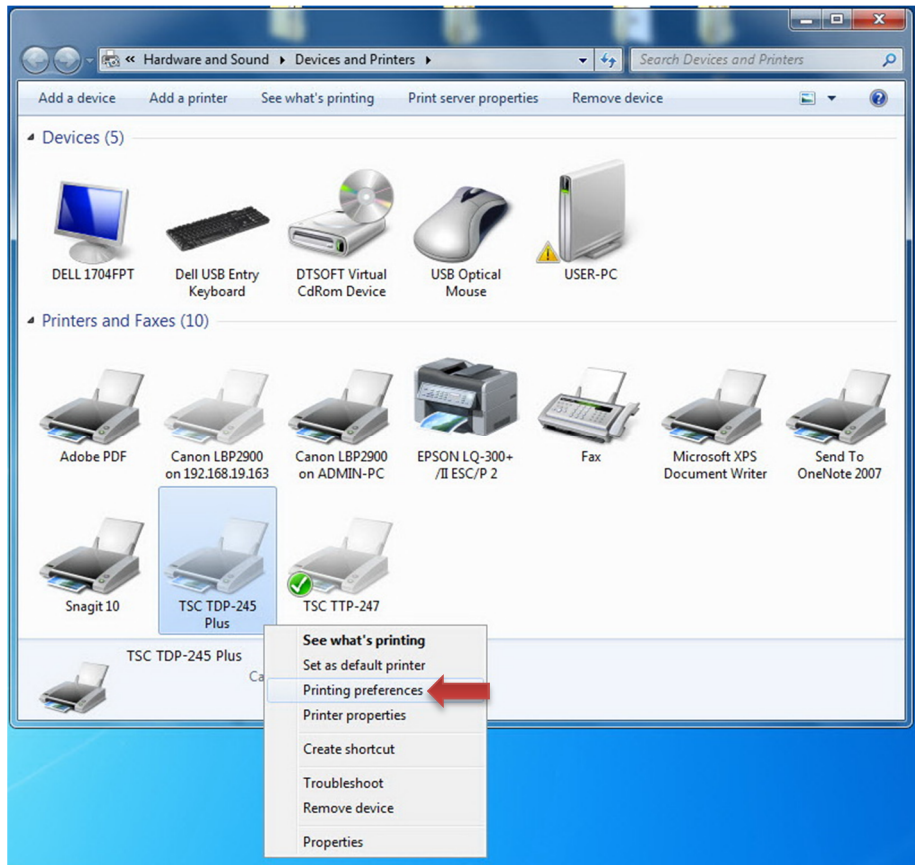 « Hardware and Sound ▸ Devices and Printers ▸
Search Devices and Printers
Add a device Add a printer See what's printing Print server properties Remove device
Devices (5)
DELL 1704FPT
Dell USB Entry
Keyboard
DTSOFT Virtual
CdRom Device
USB Optical
Mouse
USER-PC
Printers and Faxes (10)
Adobe PDF
Canon LBP2900
on 192.168.19.163
Canon LBP2900
on ADMIN-PC
EPSON LQ-300+
/II ESC/P 2
Fax
Microsoft XPS
Document Writer
Send To
OneNote 2007
Snagit 10
TSC TDP-245
Plus
TSC TTP-247
TSC TDP-245 Plus
Ca
See what's printing
Set as default printer
Printing preferences
Printer properties
Create shortcut
Troubleshoot
Remove device
Properties